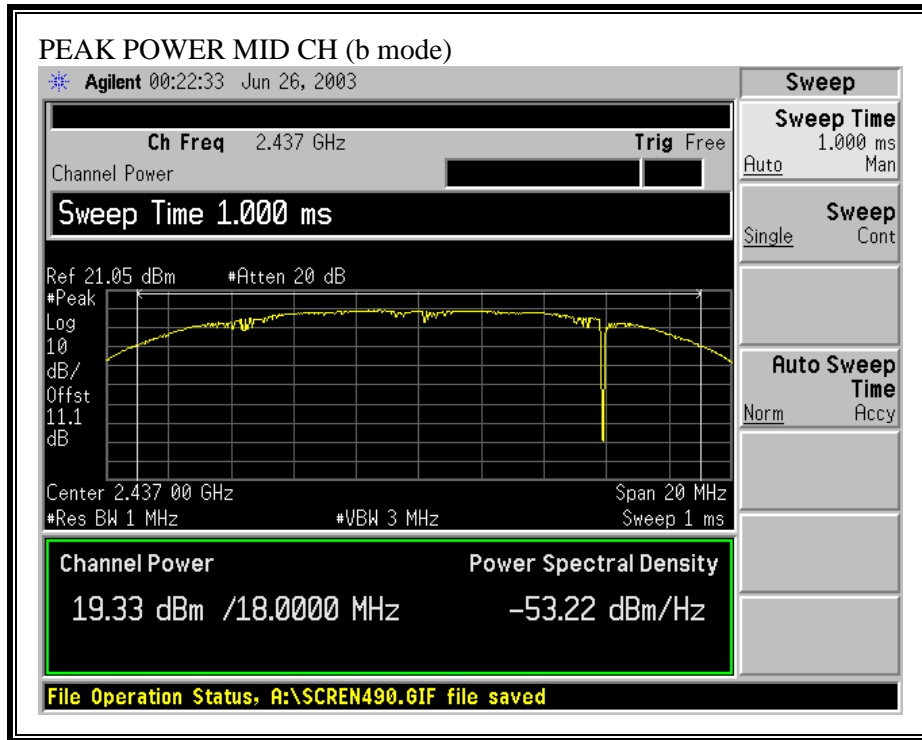 PEAK POWER MID CH (b mode)
Agilent 00:22:33 Jun 26, 2003
Sweep
Ch Freq 2.437 GHz Trig Free
Channel Power
Sweep Time 1.000 ms
Ref 21.05 dBm #Atten 20 dB
#Peak
Log
10
dB/
Offst
11.1
dB
Center 2.437 00 GHz Span 20 MHz
#Res BW 1 MHz #VBW 3 MHz Sweep 1 ms
Channel Power Power Spectral Density
19.33 dBm /18.0000 MHz -53.22 dBm/Hz
File Operation Status, A:\SCREN490.GIF file saved
Sweep Time
1.000 ms
Auto Man
Sweep
Single Cont
Auto Sweep
Time
Norm Accy